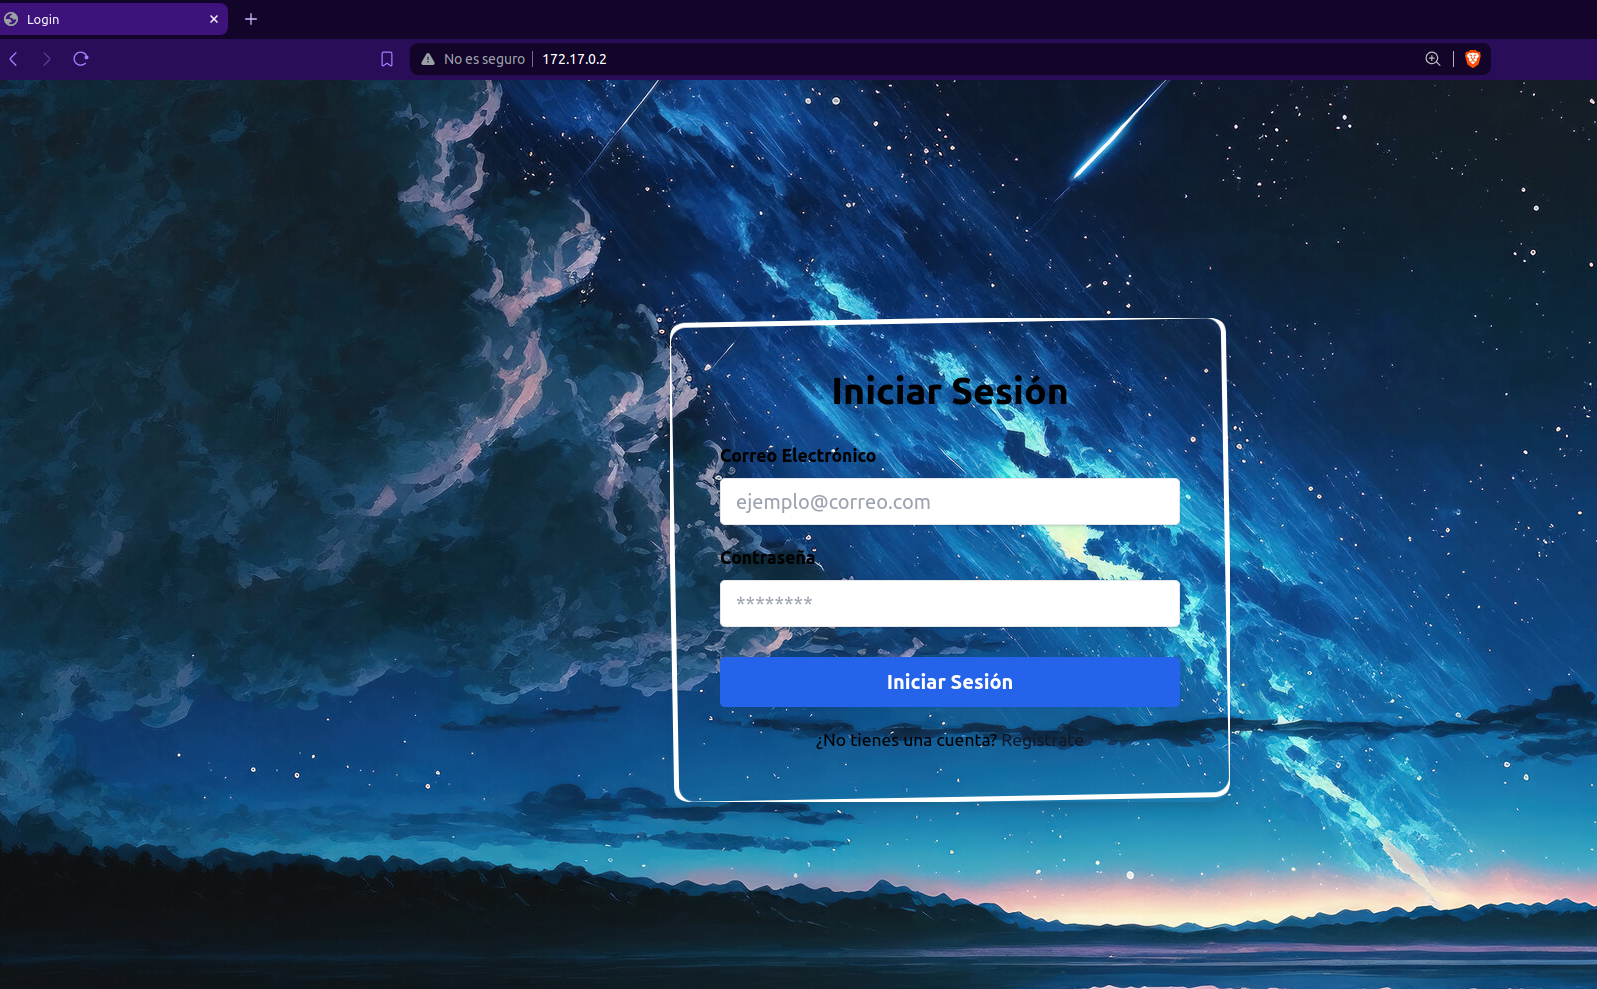 Login
No es seguro 172.17.0.2
Iniciar Sesión
Correo Electrónico
ejemplo@correo.com
Contraseña
********
Iniciar Sesión
¿No tienes una cuenta? Regístrate